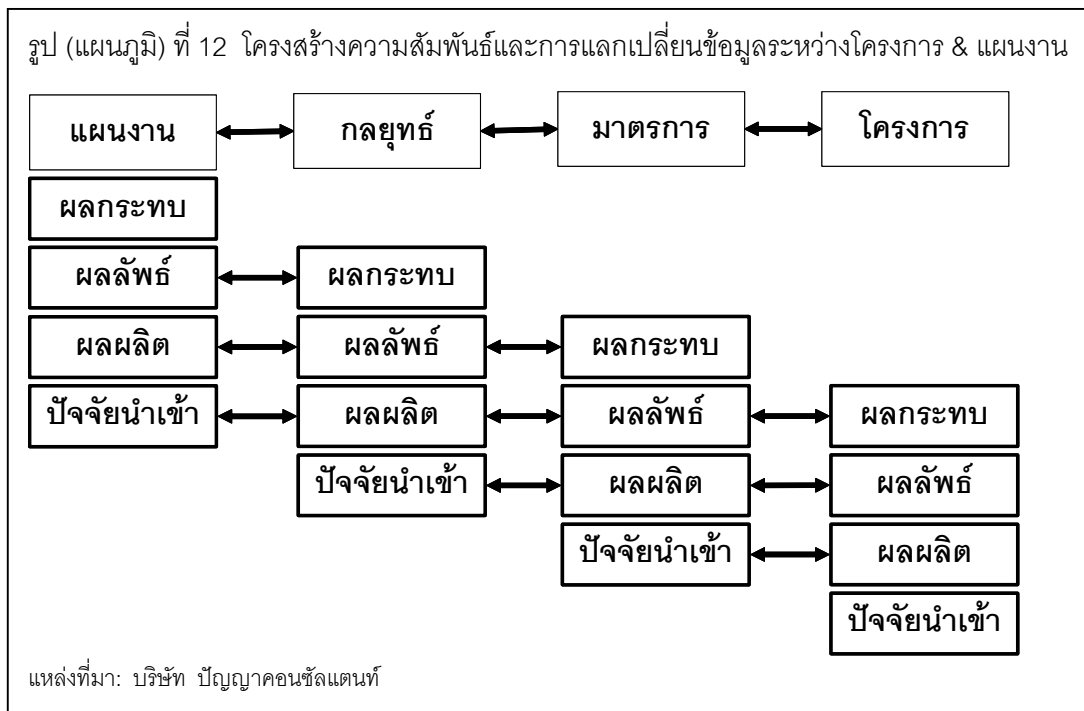 รูป (แผนภูมิ) ที่ 12 โครงสร้างความสัมพันธ์และการแลกเปลี่ยนข้อมูลระหว่างโครงการ & แผนงาน
แผนงาน กลยุทธ์ มาตรการ โครงการ
ผลกระทบ
ผลลัพธ์ ผลกระทบ
ผลผลิต ผลลัพธ์ ผลกระทบ
ปัจจัยนำเข้า ผลผลิต ผลลัพธ์ ผลกระทบ
ปัจจัยนำเข้า ผลผลิต ผลลัพธ์
ปัจจัยนำเข้า ผลผลิต
ปัจจัยนำเข้า
แหล่งที่มา: บริษัท ปัญญาคอนซัลแตนท์